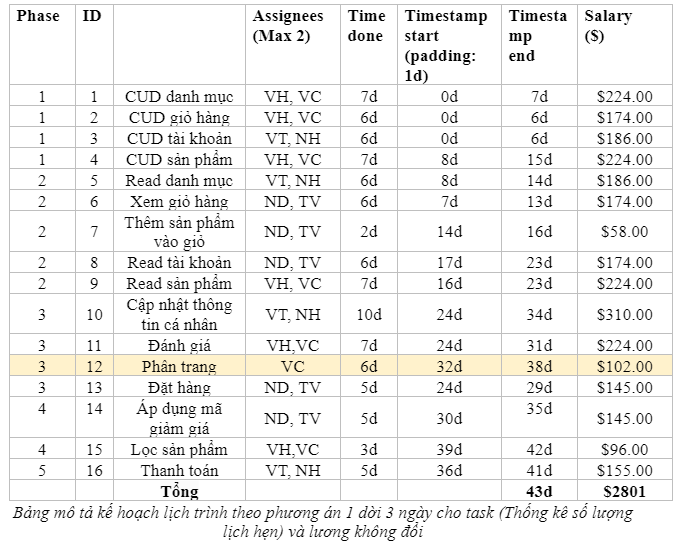 Phase ID Assignees (Max 2) Time done Timestamp start (padding: 1d) Timesta mp end Salary ($)
1 1 CUD danh mục VH, VC 7d 0d 7d $224.00
1 2 CUD giỏ hàng VH, VC 6d 0d 6d $174.00
1 3 CUD tài khoản VT, NH 6d 0d 6d $186.00
1 4 CUD sản phẩm VH, VC 7d 8d 15d $224.00
2 5 Read danh mục VT, NH 6d 8d 14d $186.00
2 6 Xem giỏ hàng ND, TV 6d 7d 13d $174.00
2 7 Thêm sản phẩm vào giỏ ND, TV 2d 14d 16d $58.00
2 8 Read tài khoản ND, TV 6d 17d 23d $174.00
2 9 Read sản phẩm VH, VC 7d 16d 23d $224.00
3 10 Cập nhật thông tin cá nhân VT, NH 10d 24d 34d $310.00
3 11 Đánh giá VH,VC 7d 24d 31d $224.00
3 12 Phân trang VC 6d 32d 38d $102.00
3 13 Đặt hàng ND, TV 5d 24d 29d $145.00
4 14 Áp dụng mã giảm giá ND, TV 5d 30d 35d $145.00
4 15 Lọc sản phẩm VH,VC 3d 39d 42d $96.00
5 16 Thanh toán VT, NH 5d 36d 41d $155.00
Tổng 43d $2801
Bảng mô tả kế hoạch lịch trình theo phương án 1 dời 3 ngày cho task (Thống kê số lượng
lịch hẹn) và lương không đổi